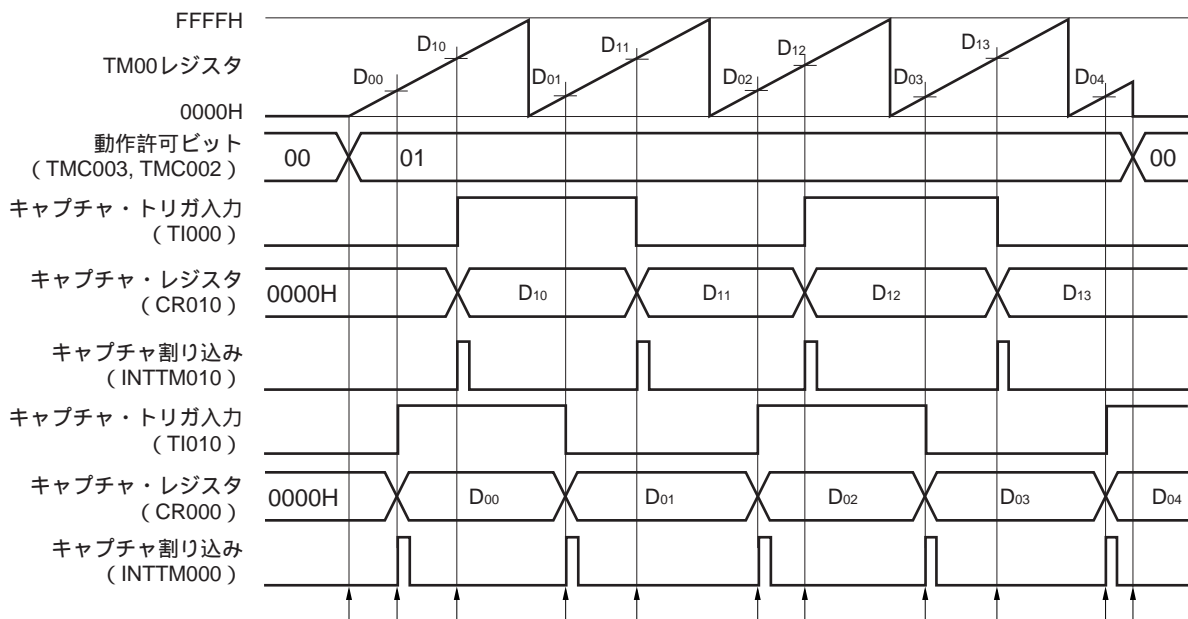 FFFFH
TM00レジスタ
0000H
D10
D11
D12
D13
D00
D01
D02
D03
D04
動作許可ビット
（TMC003, TMC002）
00
01
00
キャプチャ・トリガ入力
（TI000）
キャプチャ・レジスタ
（CR010）
0000H
D10
D11
D12
D13
キャプチャ割り込み
（INTTM010）
キャプチャ・トリガ入力
（TI010）
キャプチャ・レジスタ
（CR000）
0000H
D00
D01
D02
D03
D04
キャプチャ割り込み
（INTTM000）